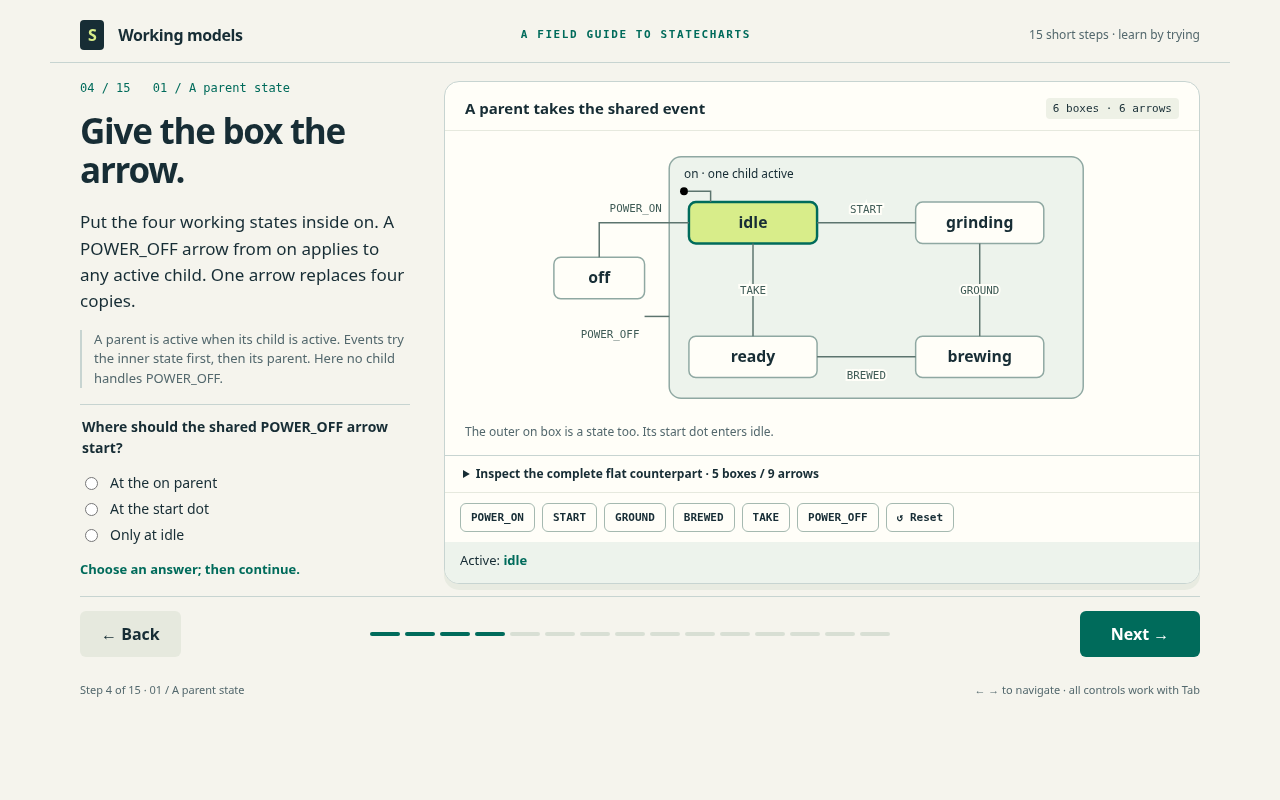 S Working models
A FIELD GUIDE TO STATECHARTS
15 short steps · learn by trying
04 / 15 01 / A parent state
Give the box the
arrow.
Put the four working states inside on. A
POWER_OFF arrow from on applies to
any active child. One arrow replaces four
copies.
A parent is active when its child is active. Events try
the inner state first, then its parent. Here no child
handles POWER_OFF.
Where should the shared POWER_OFF arrow
start?
At the on parent
At the start dot
Only at idle
Choose an answer; then continue.
A parent takes the shared event
6 boxes · 6 arrows
on · one child active
POWER_ON
idle
START
grinding
off
TAKE
GROUND
POWER_OFF
ready
BREWED
brewing
The outer on box is a state too. Its start dot enters idle.
▶ Inspect the complete flat counterpart · 5 boxes / 9 arrows
POWER_ON START GROUND BREWED TAKE POWER_OFF ↺ Reset
Active: idle
← Back
Next →
Step 4 of 15 · 01 / A parent state
← → to navigate · all controls work with Tab